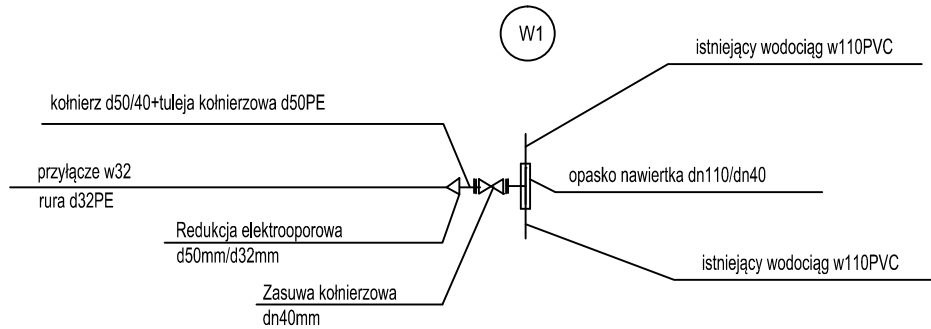 W1
istniejący wodociąg w110PVC
kołnierz d50/40+tuleja kołnierzowa d50PE
przyłącze w32
rura d32PE
opasko nawiertka dn110/dn40
Redukcja elektrooporowa
d50mm/d32mm
istniejący wodociąg w110PVC
Zasuwa kołnierzowa
dn40mm